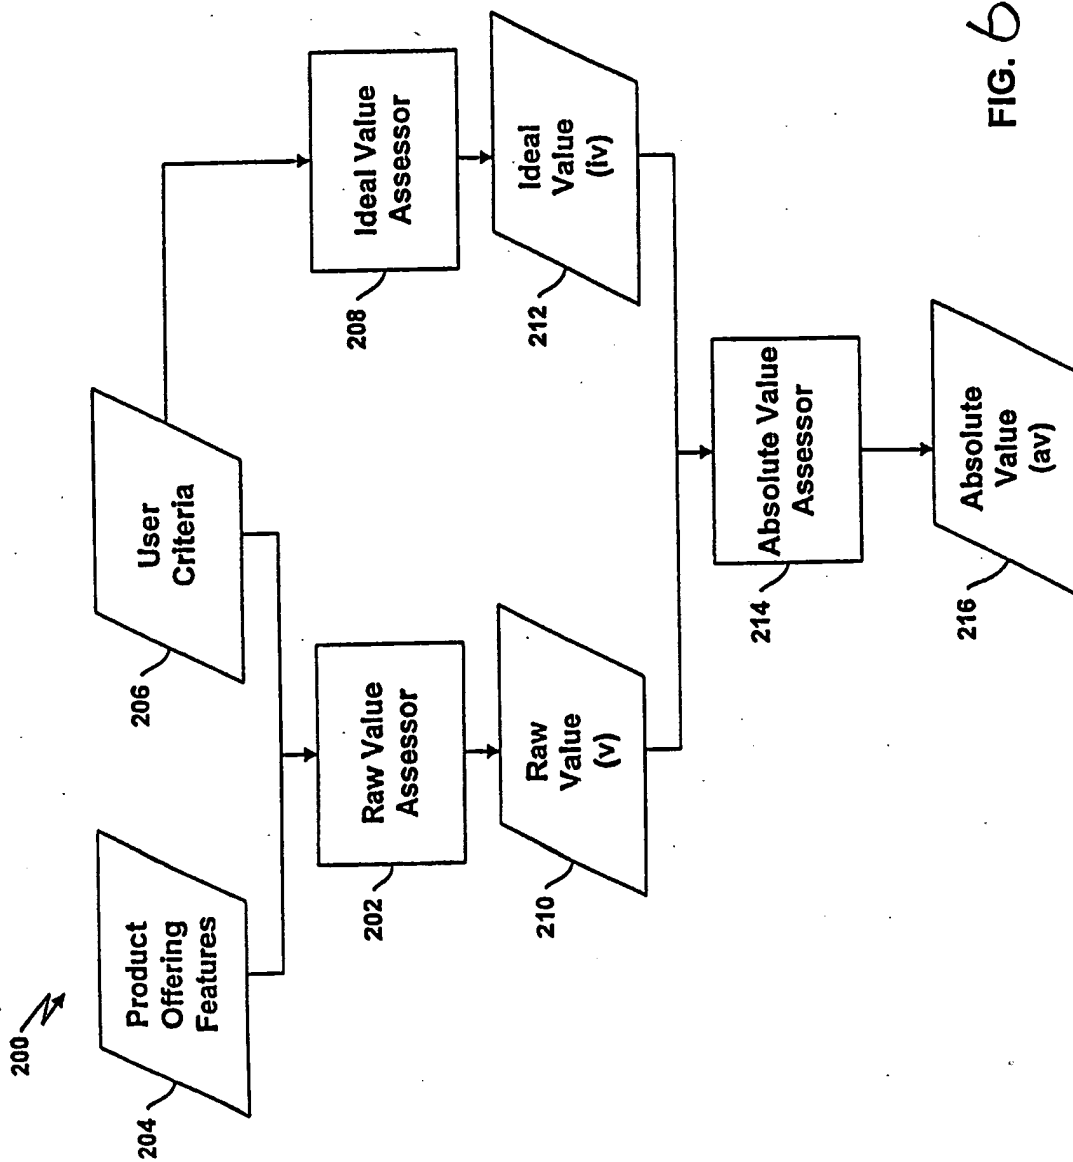 200
204
Product
Offering
Features
206
User
Criteria
202
Raw Value
Assessor
208
Ideal Value
Assessor
210
Raw
Value
(v)
212
Ideal
Value
(iv)
214
Absolute Value
Assessor
216
Absolute
Value
(av)
FIG. 6